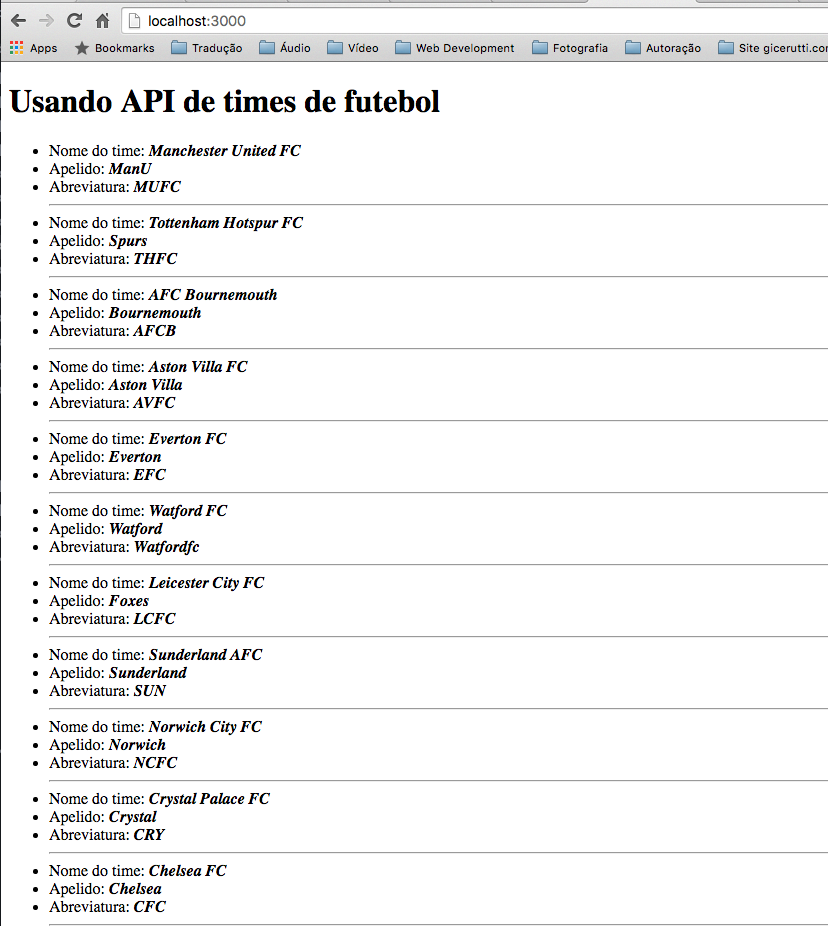 localhost:3000
Apps Bookmarks Tradução Áudio Vídeo Web Development Fotografia Autoração Site gicerutti.com
Usando API de times de futebol
Nome do time: Manchester United FC
Apelido: ManU
Abreviatura: MUFC
Nome do time: Tottenham Hotspur FC
Apelido: Spurs
Abreviatura: THFC
Nome do time: AFC Bournemouth
Apelido: Bournemouth
Abreviatura: AFCB
Nome do time: Aston Villa FC
Apelido: Aston Villa
Abreviatura: AVFC
Nome do time: Everton FC
Apelido: Everton
Abreviatura: EFC
Nome do time: Watford FC
Apelido: Watford
Abreviatura: Watfordfc
Nome do time: Leicester City FC
Apelido: Foxes
Abreviatura: LCFC
Nome do time: Sunderland AFC
Apelido: Sunderland
Abreviatura: SUN
Nome do time: Norwich City FC
Apelido: Norwich
Abreviatura: NCFC
Nome do time: Crystal Palace FC
Apelido: Crystal
Abreviatura: CRY
Nome do time: Chelsea FC
Apelido: Chelsea
Abreviatura: CFC